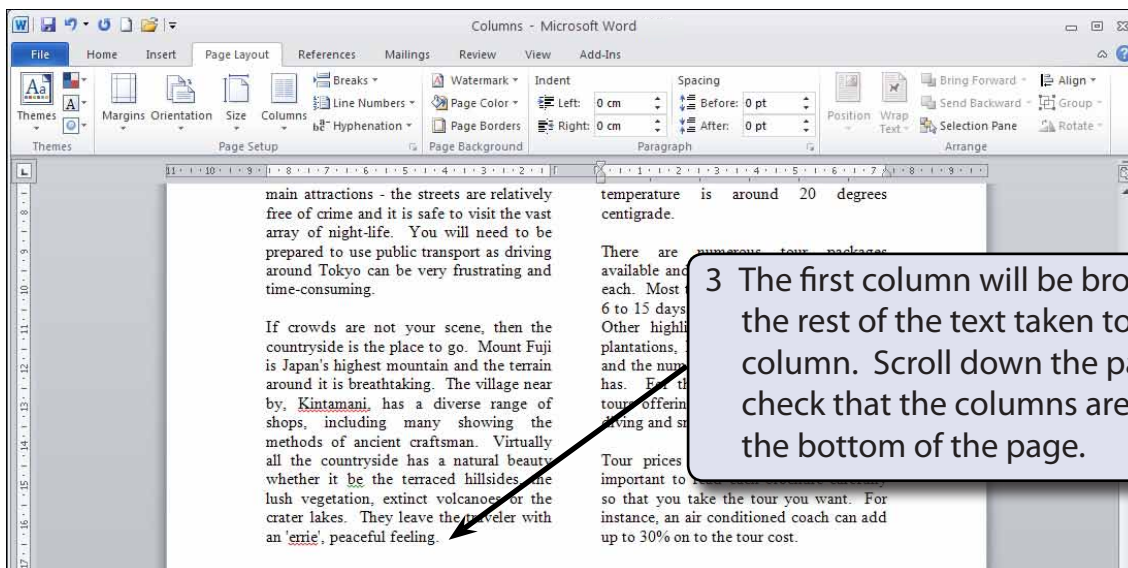 Columns - Microsoft Word
File Home Insert Page Layout References Mailings Review View Add-Ins
Themes Margins Orientation Size Columns Breaks Line Numbers Hyphenation Watermark Page Color Page Borders Indent Left: 0 cm Right: 0 cm Spacing Before: 0 pt After: 0 pt Position Wrap Text Bring Forward Send Backward Selection Pane Align Group Rotate
Themes Page Setup Page Background Paragraph Arrange
main attractions - the streets are relatively
free of crime and it is safe to visit the vast
array of night-life. You will need to be
prepared to use public transport as driving
around Tokyo can be very frustrating and
time-consuming.
If crowds are not your scene, then the
countryside is the place to go. Mount Fuji
is Japan's highest mountain and the terrain
around it is breathtaking. The village near
by, Kintamani, has a diverse range of
shops, including many showing the
methods of ancient craftsman. Virtually
all the countryside has a natural beauty
whether it be the terraced hillsides, the
lush vegetation, extinct volcanoes or the
crater lakes. They leave the traveler with
an 'errie', peaceful feeling.
temperature is around 20 degrees
centigrade.
There are numerous tour packages
available and
each. Most
6 to 15 days
Other
plantations,
and the
has. For
tours
diving and
Tour prices
important to read each brochure carefully
so that you take the tour you want. For
instance, an air conditioned coach can add
up to 30% on to the tour cost.
3 The first column will be
the rest of the text taken to
column. Scroll down the
check that the columns are
the bottom of the page.